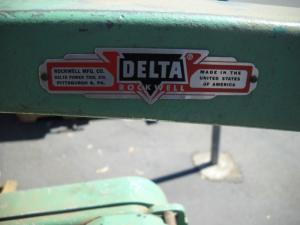 ROCKWELL MFG. CO.
DELTA POWER TOOL DIV.
PITTSBURGH 8, PA.
DELTA®
ROCKWELL
MADE IN THE
UNITED STATES
OF AMERICA